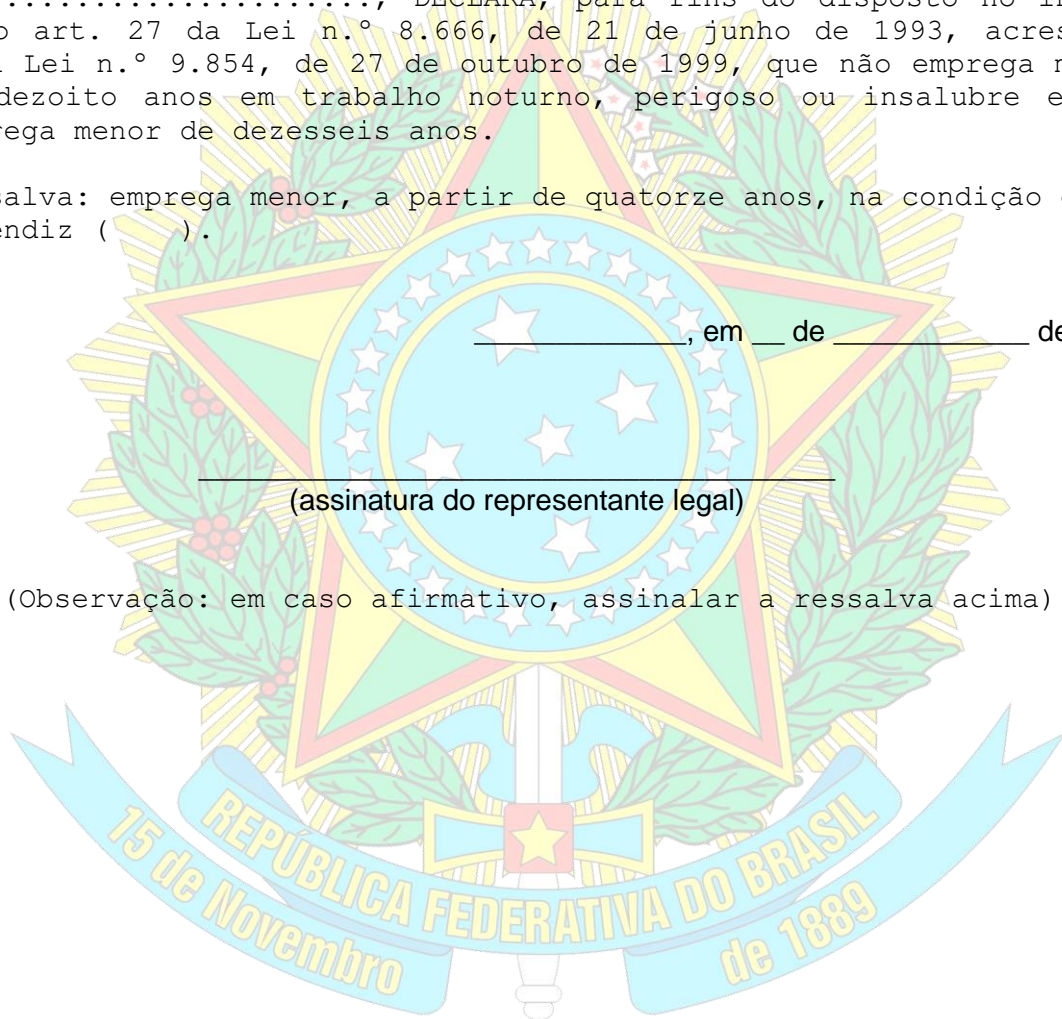 ....................., DECLARA, para fins do disposto no
o art. 27 da Lei n.º 8.666, de 21 de junho de 1993, acres
Lei n.º 9.854, de 27 de outubro de 1999, que não emprega
dezoito anos em trabalho noturno, perigoso ou insalubre e
rega menor de dezesseis anos.
salva: emprega menor, a partir de quatorze anos, na condição
endiz (    ).
_____________, em __ de ____________ de
(assinatura do representante legal)
(Observação: em caso afirmativo, assinalar a ressalva acima)
REPÚBLICA FEDERATIVA DO BRASIL
15 de Novembro
de 1889